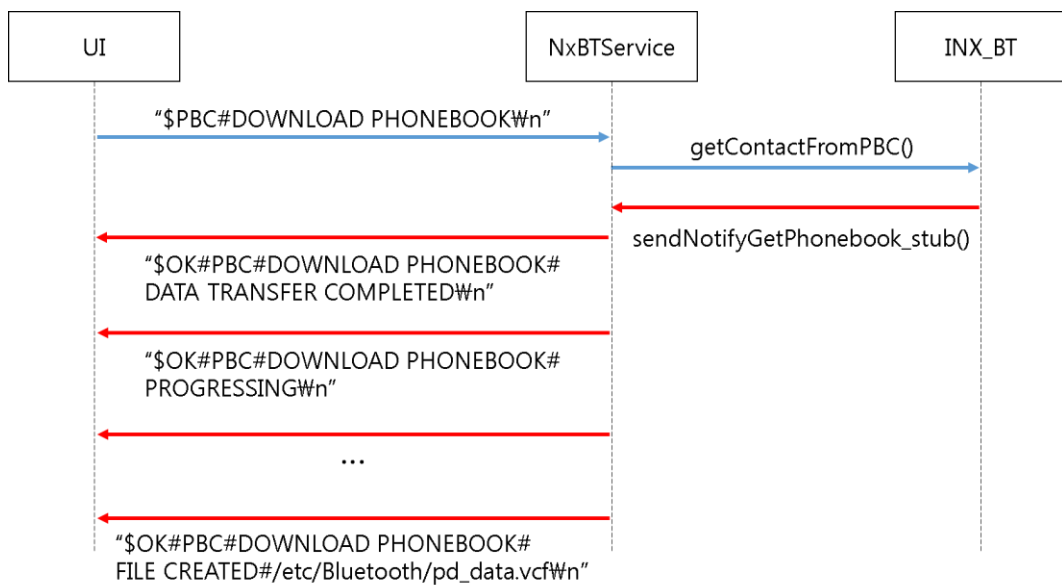 UI
NxBTService
INX_BT
“$PBC#DOWNLOAD PHONEBOOK₩n”
getContactFromPBC()
sendNotifyGetPhonebook_stub()
“$OK#PBC#DOWNLOAD PHONEBOOK#
DATA TRANSFER COMPLETED₩n”
“$OK#PBC#DOWNLOAD PHONEBOOK#
PROGRESSING₩n”
...
“$OK#PBC#DOWNLOAD PHONEBOOK#
FILE CREATED#/etc/Bluetooth/pd_data.vcf₩n”